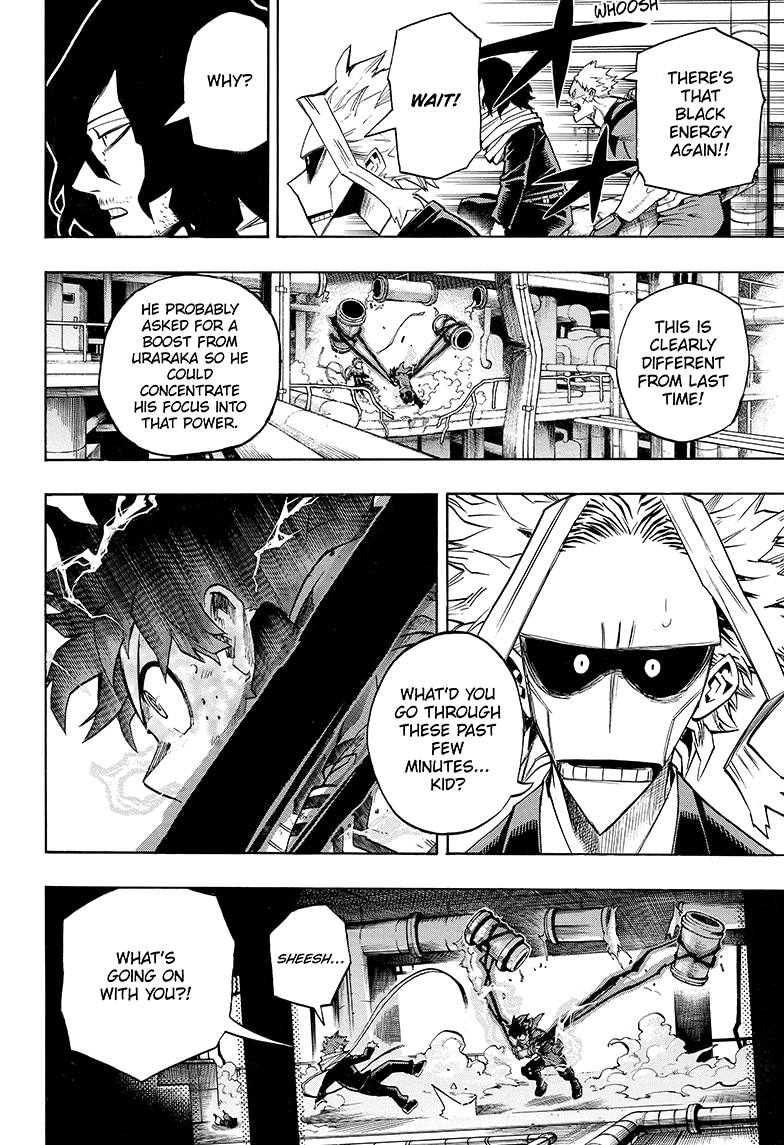 WHOOSH
THERE'S
THAT
BLACK
ENERGY
AGAIN!!
WAIT!
WHY?
THIS IS
CLEARLY
DIFFERENT
FROM LAST
TIME!
HE PROBABLY
ASKED FOR A
BOOST FROM
URARAKA SO HE
COULD
CONCENTRATE
HIS FOCUS INTO
THAT POWER.
WHAT'D YOU
GO THROUGH
THESE PAST
FEW
MINUTES...
KID?
SHEESH...
WHAT'S
GOING ON
WITH YOU?!